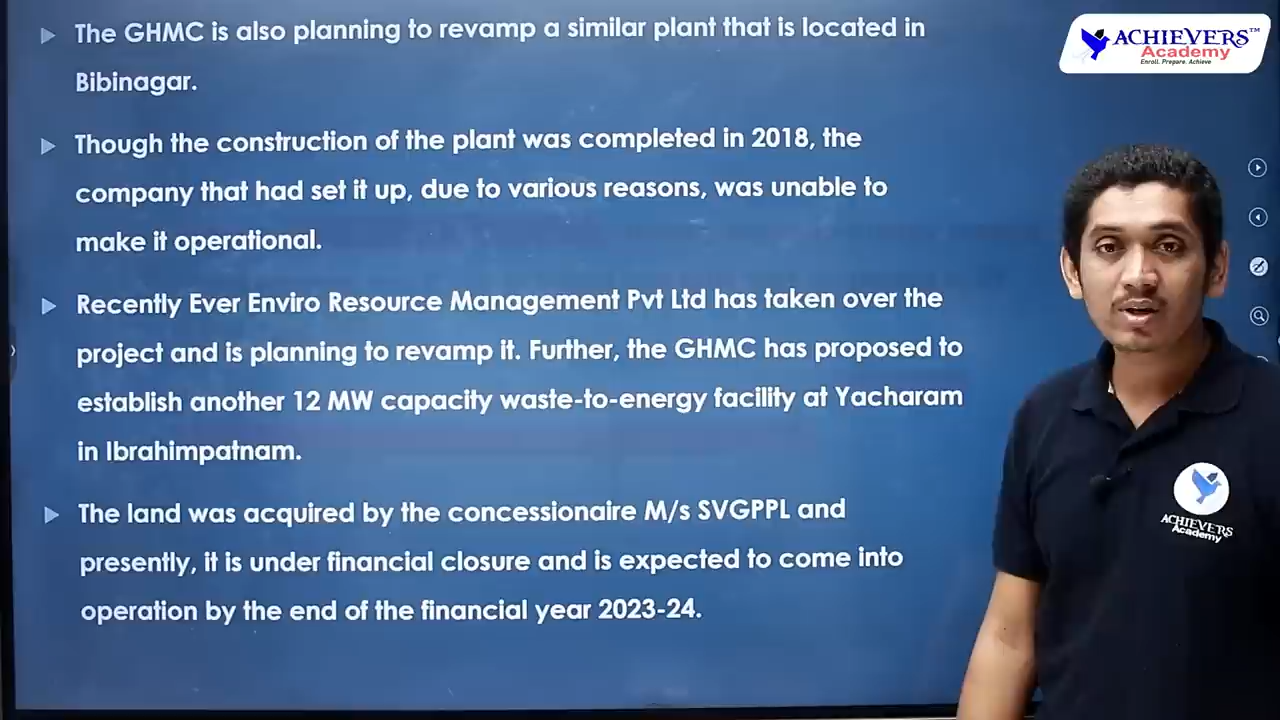 The GHMC is also planning to revamp a similar plant that is located in
Bibinagar.
Though the construction of the plant was completed in 2018, the
company that had set it up, due to various reasons, was unable to
make it operational.
Recently Ever Enviro Resource Management Pvt Ltd has taken over the
project and is planning to revamp it. Further, the GHMC has proposed to
establish another 12 MW capacity waste-to-energy facility at Yacharam
in Ibrahimpatnam.
The land was acquired by the concessionaire M/s SVGPPL and
presently, it is under financial closure and is expected to come into
operation by the end of the financial year 2023-24.
ACHIEVERS™
Academy
Enroll. Prepare. Achieve
ACHIEVERS
Academy